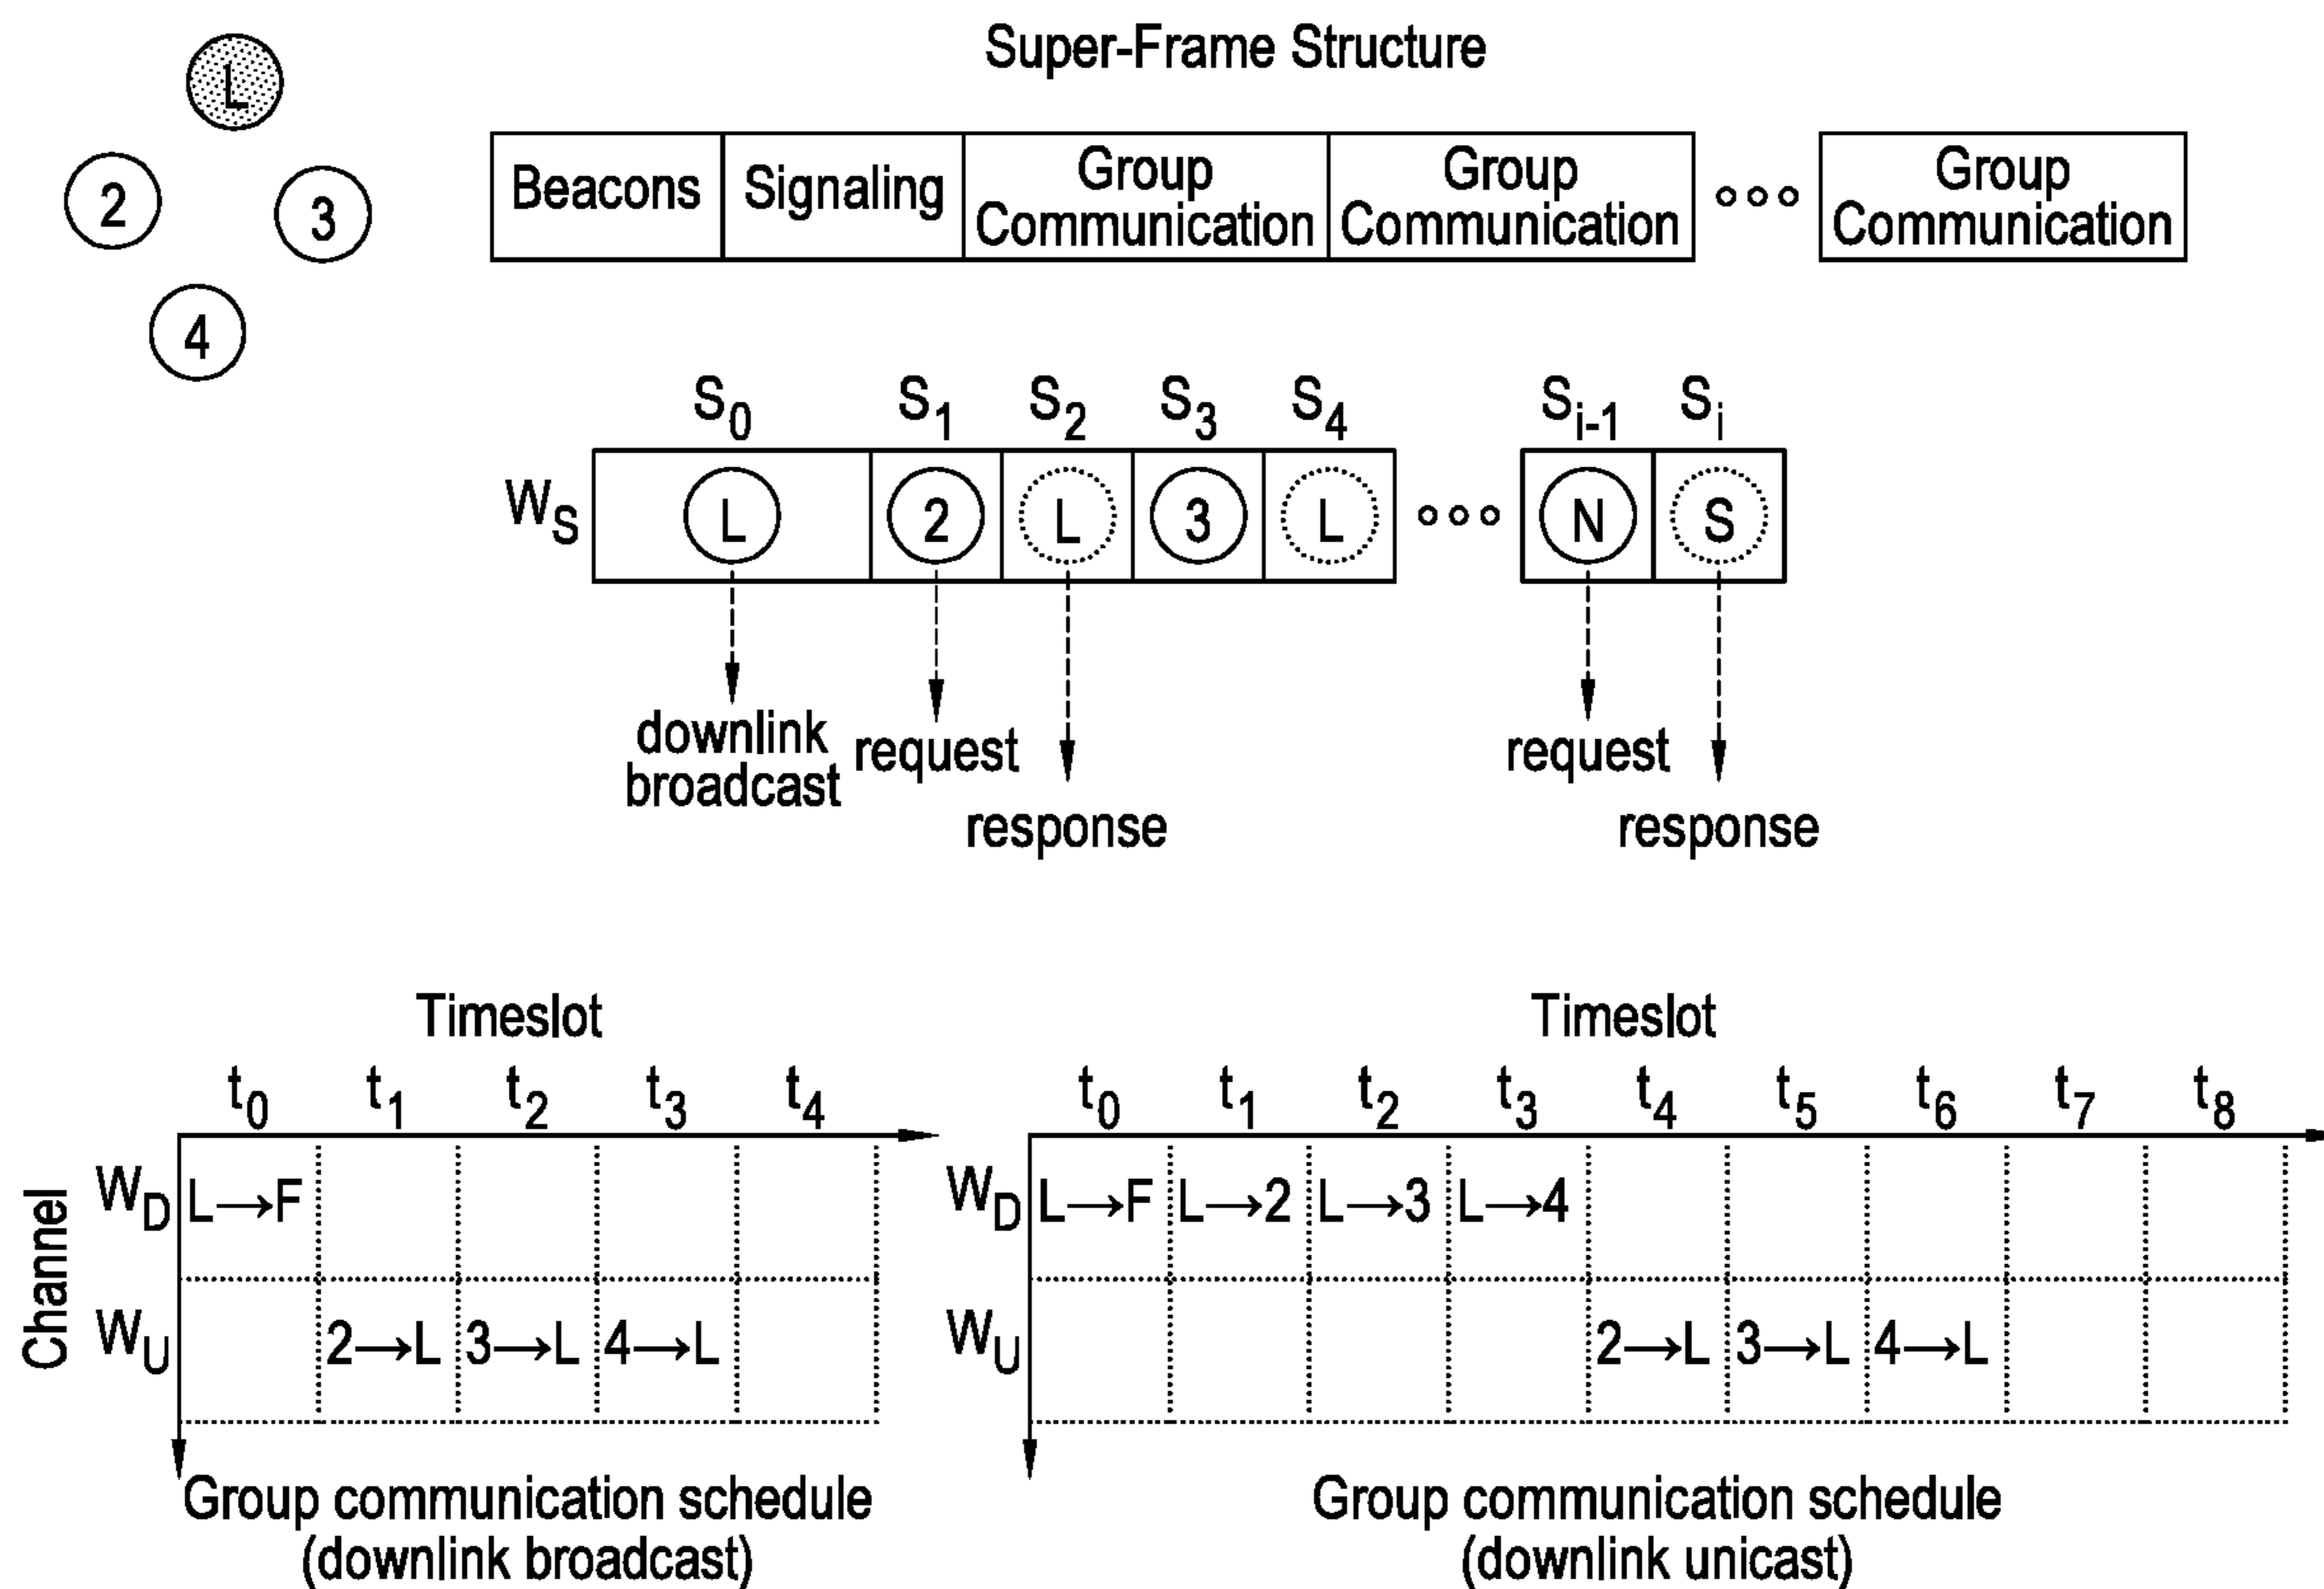 Super-Frame Structure
L
2
3
4
Beacons
Signaling
Group
Communication
Group
Communication
○○○
Group
Communication
S0 S1 S2 S3 S4 Si-1 Si
WS L 2 L 3 L ○○○ N S
downlink
broadcast
request
response
request
response
Timeslot
t0 t1 t2 t3 t4
Channel
WD L→F
WU 2→L 3→L 4→L
Group communication schedule
(downlink broadcast)
Timeslot
t0 t1 t2 t3 t4 t5 t6 t7 t8
WD L→F L→2 L→3 L→4
WU 2→L 3→L 4→L
Group communication schedule
(downlink unicast)